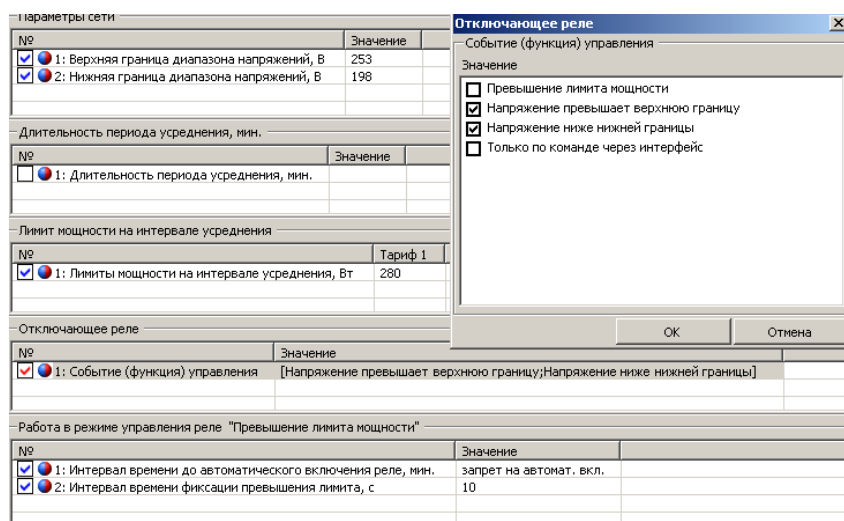 Параметры сети
№ Значение
1: Верхняя граница диапазона напряжений, В 253
2: Нижняя граница диапазона напряжений, В 198
Длительность периода усреднения, мин.
№ Значение
1: Длительность периода усреднения, мин.
Лимит мощности на интервале усреднения
№ Тариф 1
1: Лимиты мощности на интервале усреднения, Вт 280
Отключающее реле
№ Значение
1: Событие (функция) управления [Напряжение превышает верхнюю границу;Напряжение ниже нижней границы]
Работа в режиме управления реле "Превышение лимита мощности"
№ Значение
1: Интервал времени до автоматического включения реле, мин. запрет на автомат. вкл.
2: Интервал времени фиксации превышения лимита, с 10
Отключающее реле
Событие (функция) управления
Значение
Превышение лимита мощности
Напряжение превышает верхнюю границу
Напряжение ниже нижней границы
Только по команде через интерфейс
ОК Отмена